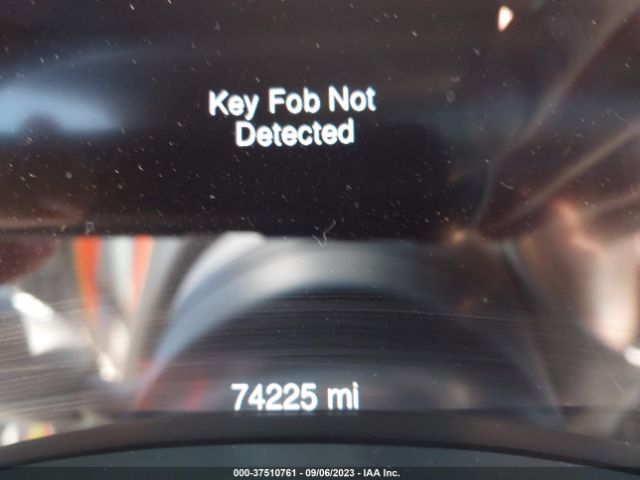 Key Fob Not
Detected
74225 mi
000-37510761 - 09/06/2023 - IAA Inc.